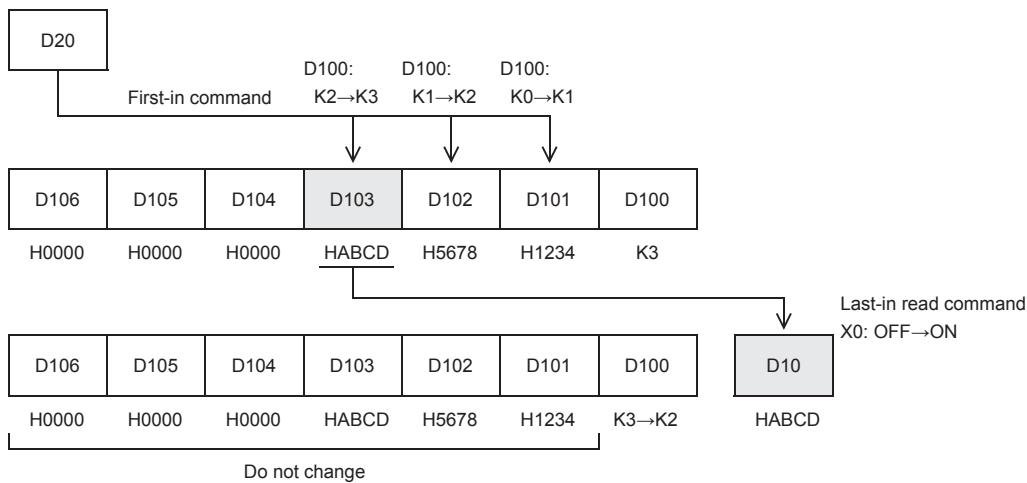 D20
D100: D100: D100:
First-in command K2→K3 K1→K2 K0→K1
D106 D105 D104 D103 D102 D101 D100
H0000 H0000 H0000 HABCD H5678 H1234 K3
Last-in read command
X0: OFF→ON
D106 D105 D104 D103 D102 D101 D100 D10
H0000 H0000 H0000 HABCD H5678 H1234 K3→K2 HABCD
Do not change